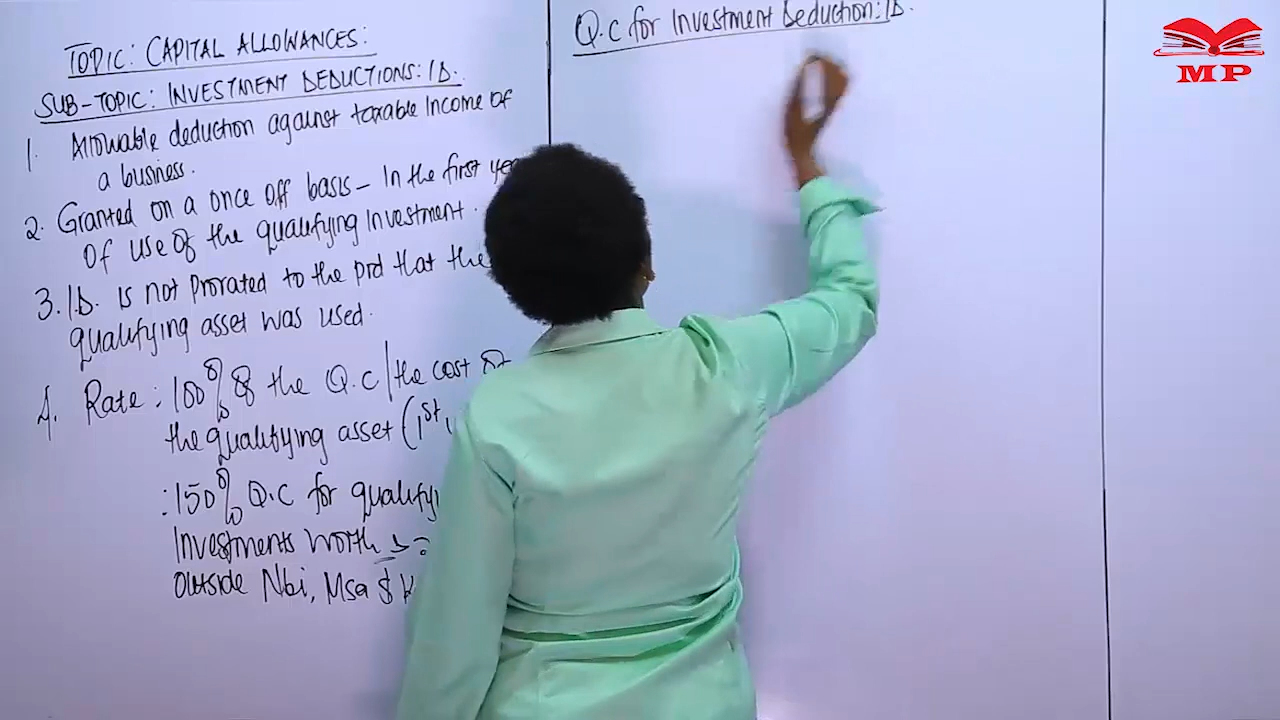 TOPIC: CAPITAL ALLOWANCES:
SUB-TOPIC: INVESTMENT DEDUCTIONS: I.D.
1. Allowable deduction against taxable income of
a business.
2. Granted on a once off basis - In the first
of use of the qualifying investment.
3. I.D. is not prorated to the prd that the
qualifying asset was used.
4. Rate: 100% of the Q.C/the cost of
the qualifying asset (1st
: 150% Q.C for
Investments worth >
outside Nbi, Msa &
Q.C for Investment Deduction: I.D.
MP